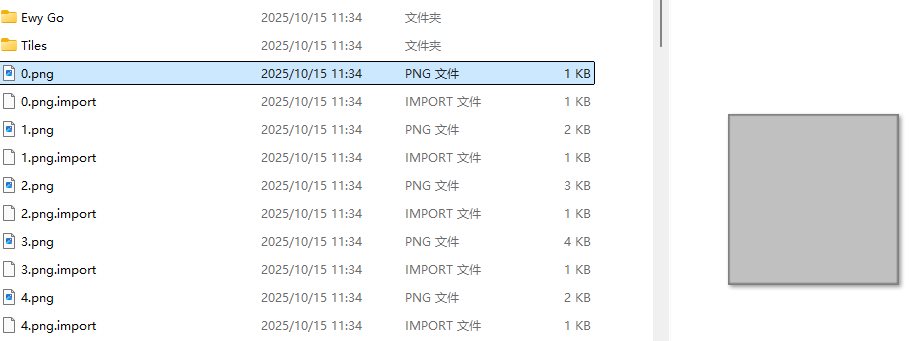 Ewy Go 2025/10/15 11:34 文件夹
Tiles 2025/10/15 11:34 文件夹
0.png 2025/10/15 11:34 PNG 文件 1 KB
0.png.import 2025/10/15 11:34 IMPORT 文件 1 KB
1.png 2025/10/15 11:34 PNG 文件 2 KB
1.png.import 2025/10/15 11:34 IMPORT 文件 1 KB
2.png 2025/10/15 11:34 PNG 文件 3 KB
2.png.import 2025/10/15 11:34 IMPORT 文件 1 KB
3.png 2025/10/15 11:34 PNG 文件 4 KB
3.png.import 2025/10/15 11:34 IMPORT 文件 1 KB
4.png 2025/10/15 11:34 PNG 文件 2 KB
4.png.import 2025/10/15 11:34 IMPORT 文件 1 KB